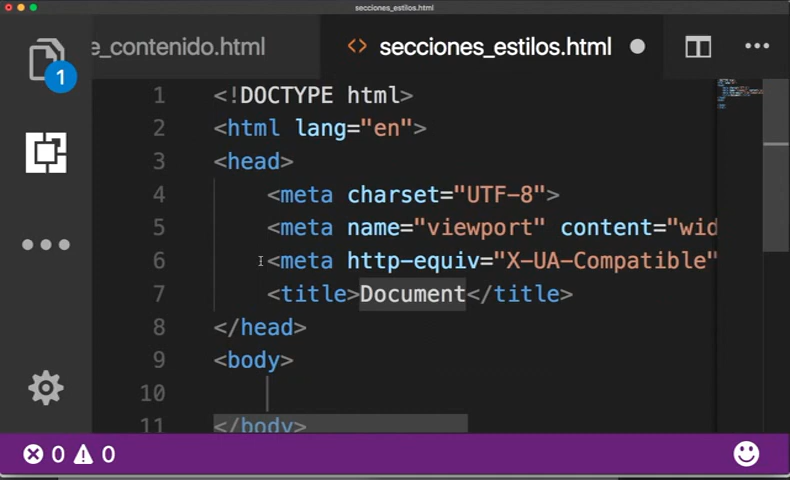 secciones_estilos.html
e_contenido.html
<> secciones_estilos.html
1
1 <!DOCTYPE html>
2 <html lang="en">
3 <head>
4 <meta charset="UTF-8">
5 <meta name="viewport" content="wid
6 <meta http-equiv="X-UA-Compatible"
7 <title>Document</title>
8 </head>
9 <body>
10
11 </body>
0 0